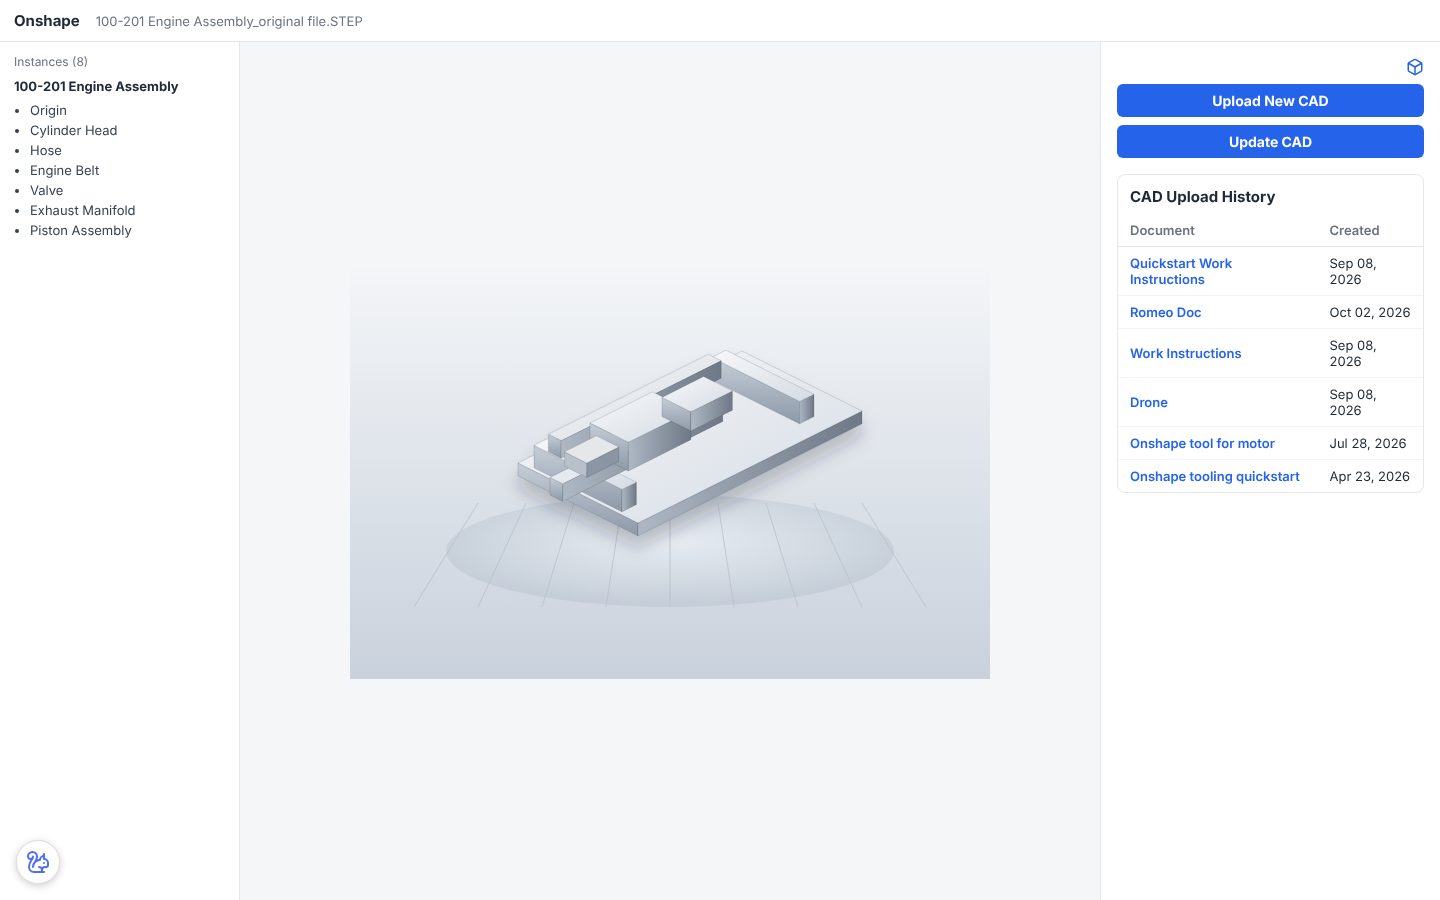 Onshape 100-201 Engine Assembly_original file.STEP
Instances (8)
100-201 Engine Assembly
Origin
Cylinder Head
Hose
Engine Belt
Valve
Exhaust Manifold
Piston Assembly
Upload New CAD
Update CAD
CAD Upload History
Document Created
Quickstart Work Instructions Sep 08, 2026
Romeo Doc Oct 02, 2026
Work Instructions Sep 08, 2026
Drone Sep 08, 2026
Onshape tool for motor Jul 28, 2026
Onshape tooling quickstart Apr 23, 2026